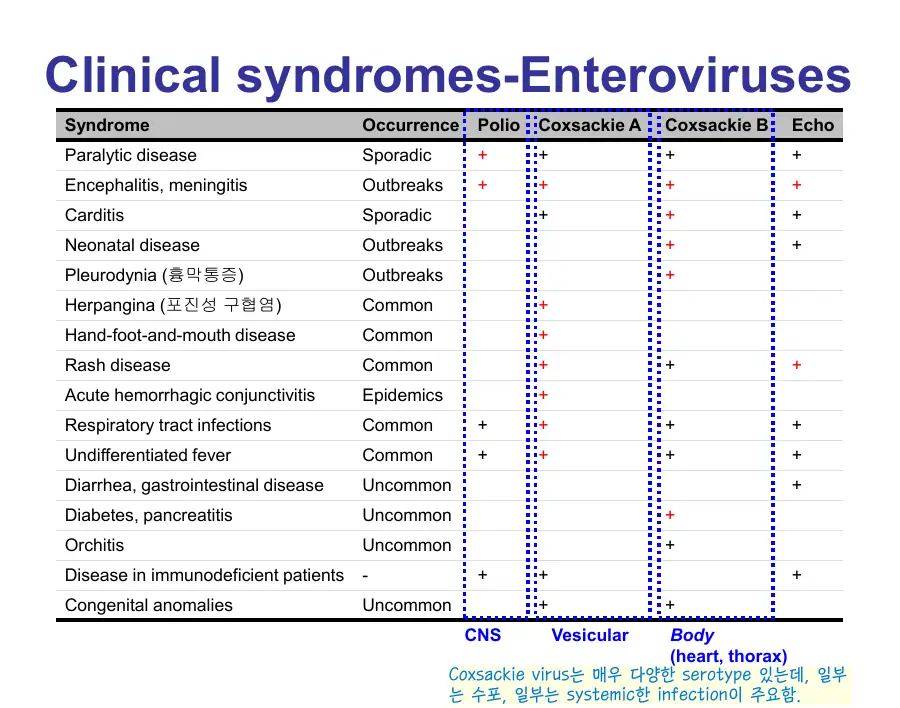 Clinical syndromes-Enteroviruses
Syndrome Occurrence Polio Coxsackie A Coxsackie B Echo
Paralytic disease Sporadic + + + +
Encephalitis, meningitis Outbreaks + + + +
Carditis Sporadic + + +
Neonatal disease Outbreaks + +
Pleurodynia (흉막통증) Outbreaks +
Herpangina (포진성 구협염) Common +
Hand-foot-and-mouth disease Common +
Rash disease Common + + +
Acute hemorrhagic conjunctivitis Epidemics +
Respiratory tract infections Common + + + +
Undifferentiated fever Common + + + +
Diarrhea, gastrointestinal disease Uncommon +
Diabetes, pancreatitis Uncommon +
Orchitis Uncommon +
Disease in immunodeficient patients - + + +
Congenital anomalies Uncommon + +
CNS Vesicular Body
(heart, thorax)
Coxsackie virus는 매우 다양한 serotype 있는데, 일부
는 수포, 일부는 systemic한 infection이 주요함.